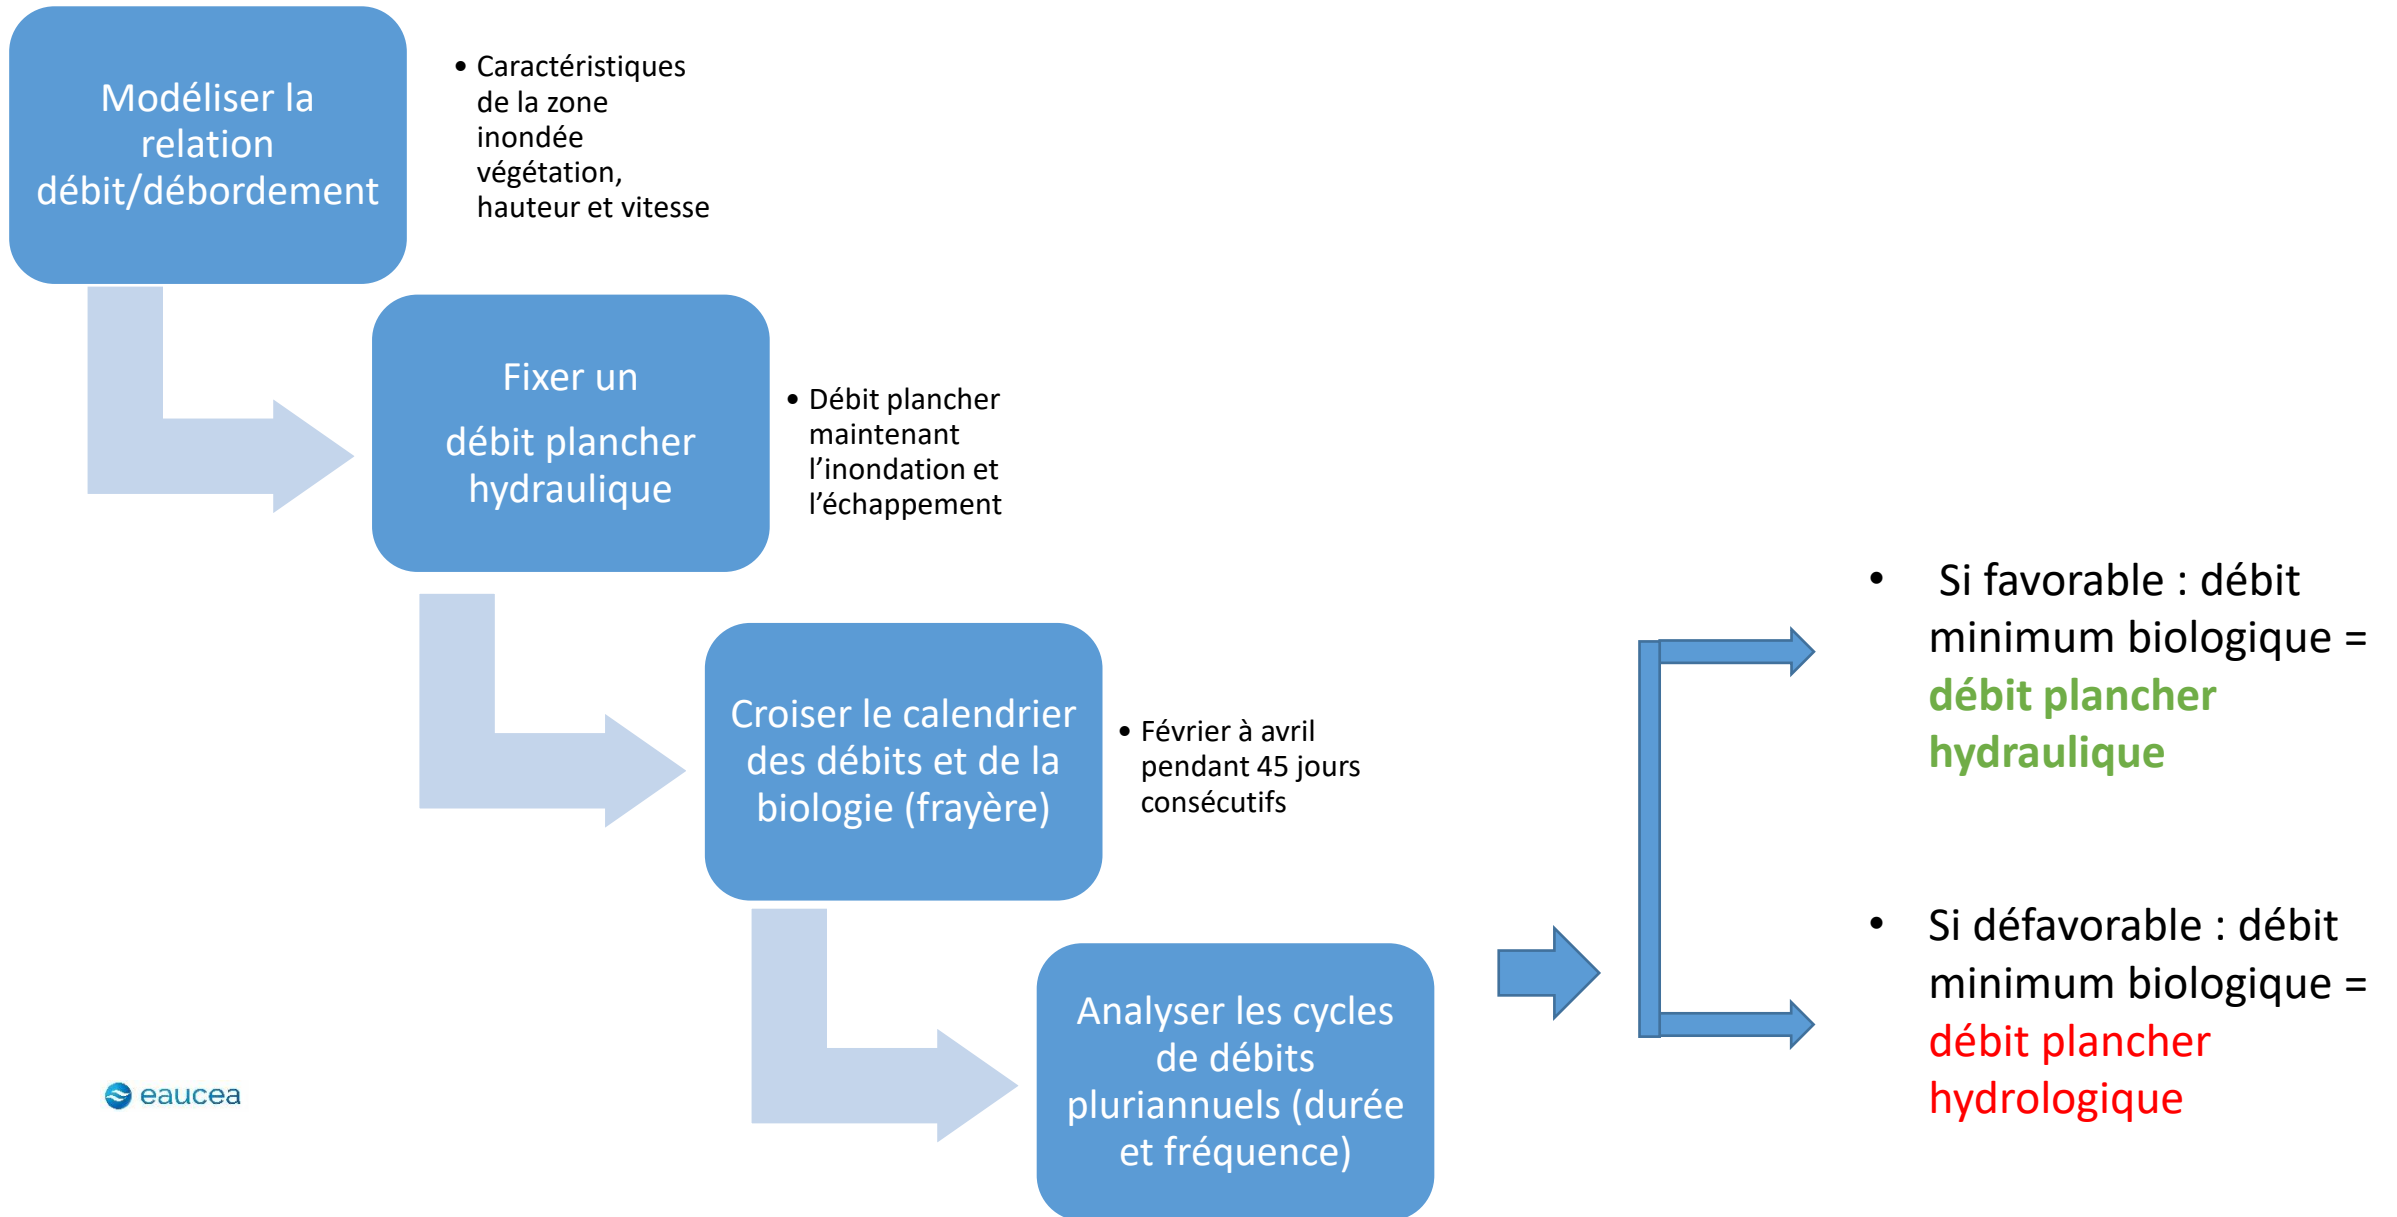 Modéliser la
relation
débit/débordement
• Caractéristiques
de la zone
inondée
végétation,
hauteur et vitesse
Fixer un
débit plancher
hydraulique
• Débit plancher
maintenant
l’inondation et
l’échappement
Croiser le calendrier
des débits et de la
biologie (frayère)
• Février à avril
pendant 45 jours
consécutifs
Analyser les cycles
de débits
pluriannuels (durée
et fréquence)
• Si favorable : débit
minimum biologique =
débit plancher
hydraulique
• Si défavorable : débit
minimum biologique =
débit plancher
hydrologique
eaucea